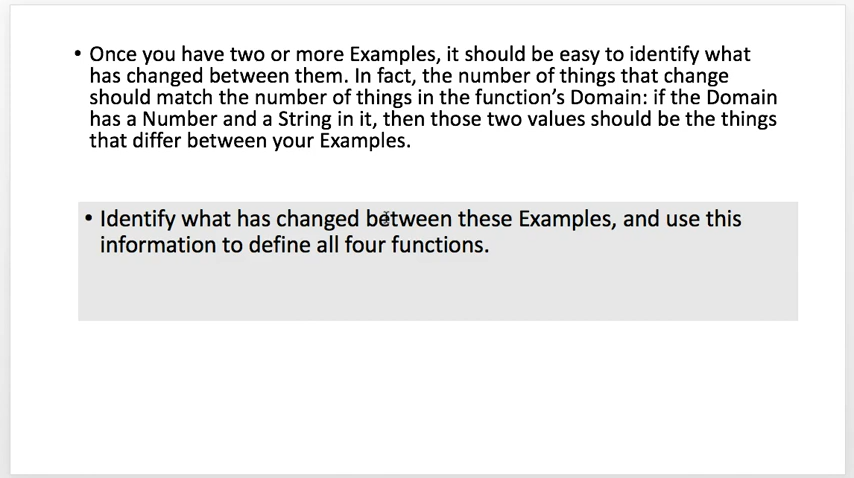 • Once you have two or more Examples, it should be easy to identify what
has changed between them. In fact, the number of things that change
should match the number of things in the function’s Domain: if the Domain
has a Number and a String in it, then those two values should be the things
that differ between your Examples.
• Identify what has changed between these Examples, and use this
information to define all four functions.